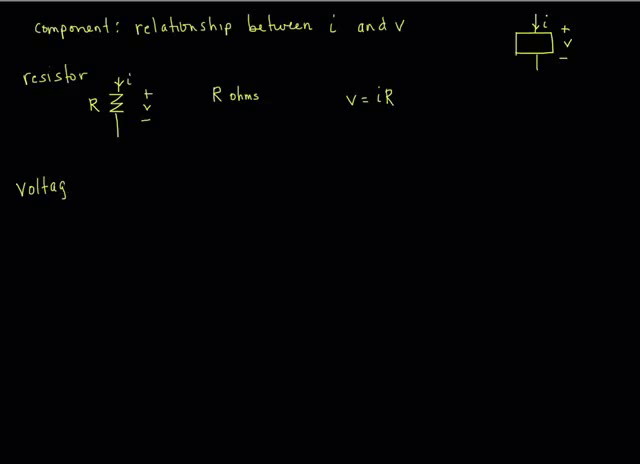 component: relationship between i and v
i
+
v
−
resistor
i
R
+
v
−
R ohms
v = iR
voltag